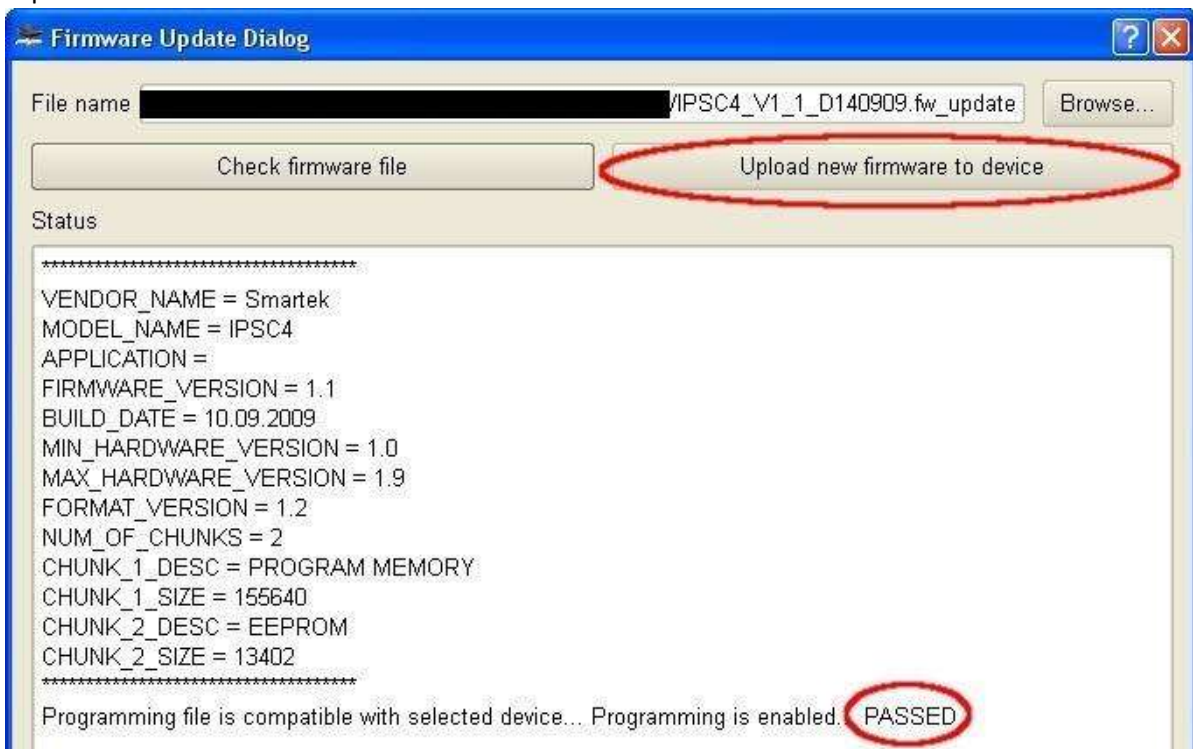 Firmware Update Dialog
File name /IPSC4_V1_1_D140909.fw_update Browse...
Check firmware file Upload new firmware to device
Status
************************************
VENDOR_NAME = Smartek
MODEL_NAME = IPSC4
APPLICATION =
FIRMWARE_VERSION = 1.1
BUILD_DATE = 10.09.2009
MIN_HARDWARE_VERSION = 1.0
MAX_HARDWARE_VERSION = 1.9
FORMAT_VERSION = 1.2
NUM_OF_CHUNKS = 2
CHUNK_1_DESC = PROGRAM MEMORY
CHUNK_1_SIZE = 155640
CHUNK_2_DESC = EEPROM
CHUNK_2_SIZE = 13402
************************************
Programming file is compatible with selected device... Programming is enabled... PASSED